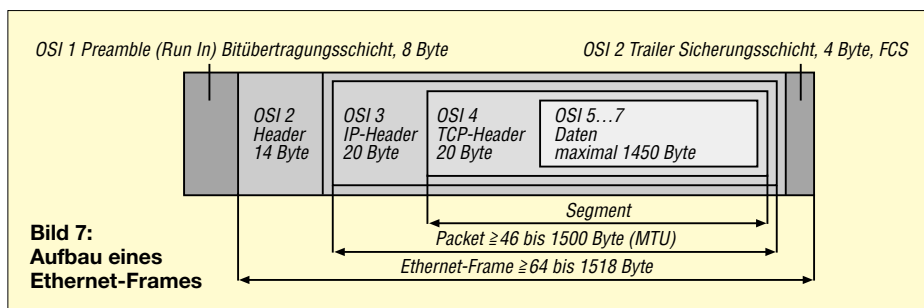 OSI 1 Preamble (Run In) Bitübertragungsschicht, 8 Byte
OSI 2 Trailer Sicherungsschicht, 4 Byte, FCS
OSI 2
Header
14 Byte
OSI 3
IP-Header
20 Byte
OSI 4
TCP-Header
20 Byte
OSI 5…7
Daten
maximal 1450 Byte
Segment
Packet ≧46 bis 1500 Byte (MTU)
Ethernet-Frame ≧64 bis 1518 Byte
Bild 7:
Aufbau eines
Ethernet-Frames